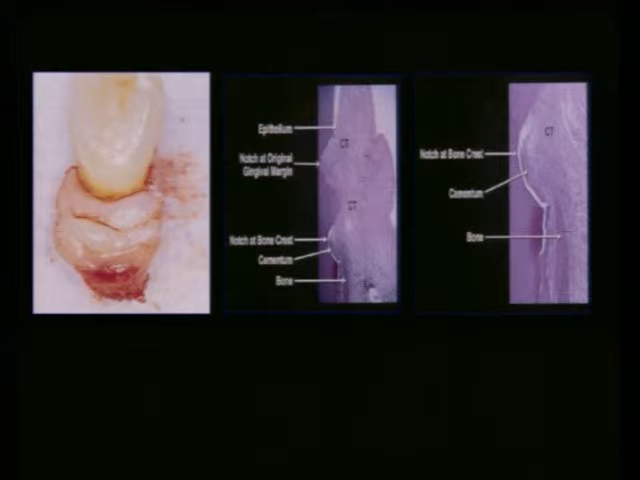 Epithelium
CT
Notch at Original
Gingival Margin
CT
Notch at Bone Crest
Cementum
Bone
CT
Notch at Bone Crest
Cementum
Bone